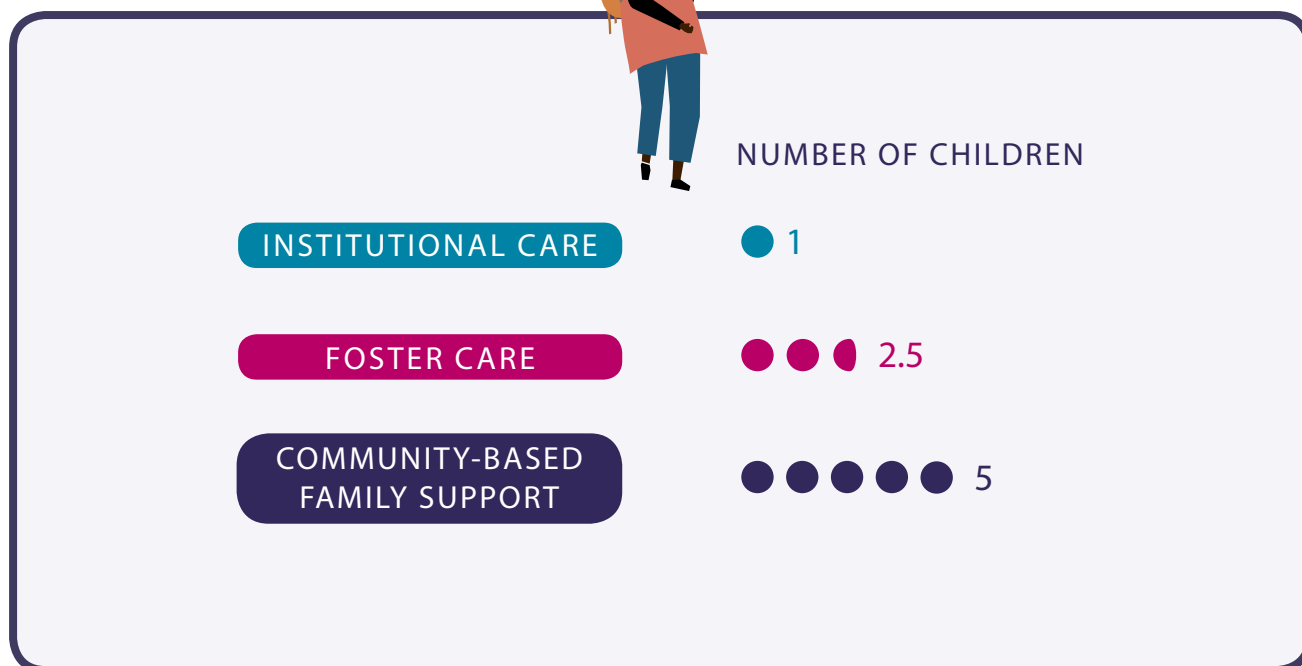 NUMBER OF CHILDREN
INSTITUTIONAL CARE
1
FOSTER CARE
2.5
COMMUNITY-BASED
FAMILY SUPPORT
5